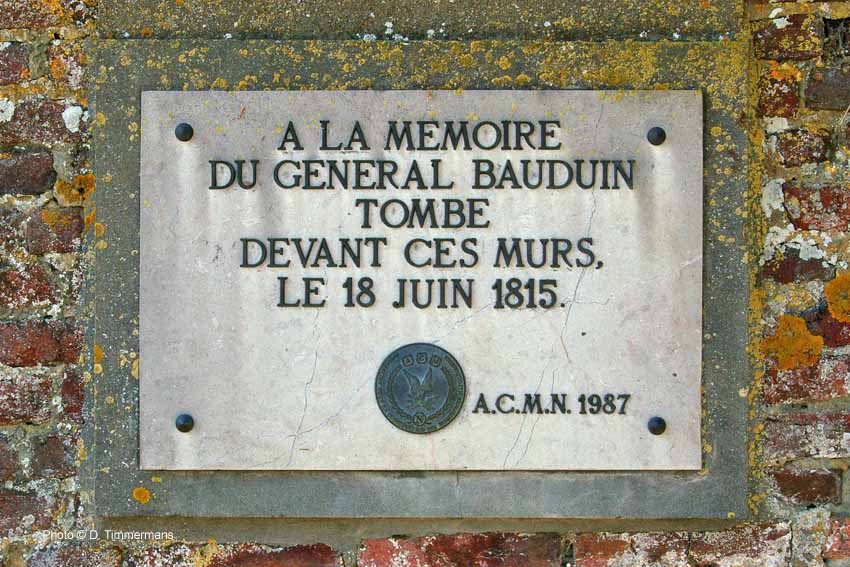 A LA MEMOIRE
DU GENERAL BAUDUIN
TOMBE
DEVANT CES MURS,
LE 18 JUIN 1815.
A.C.M.N. 1987
Photo © D. Timmermans